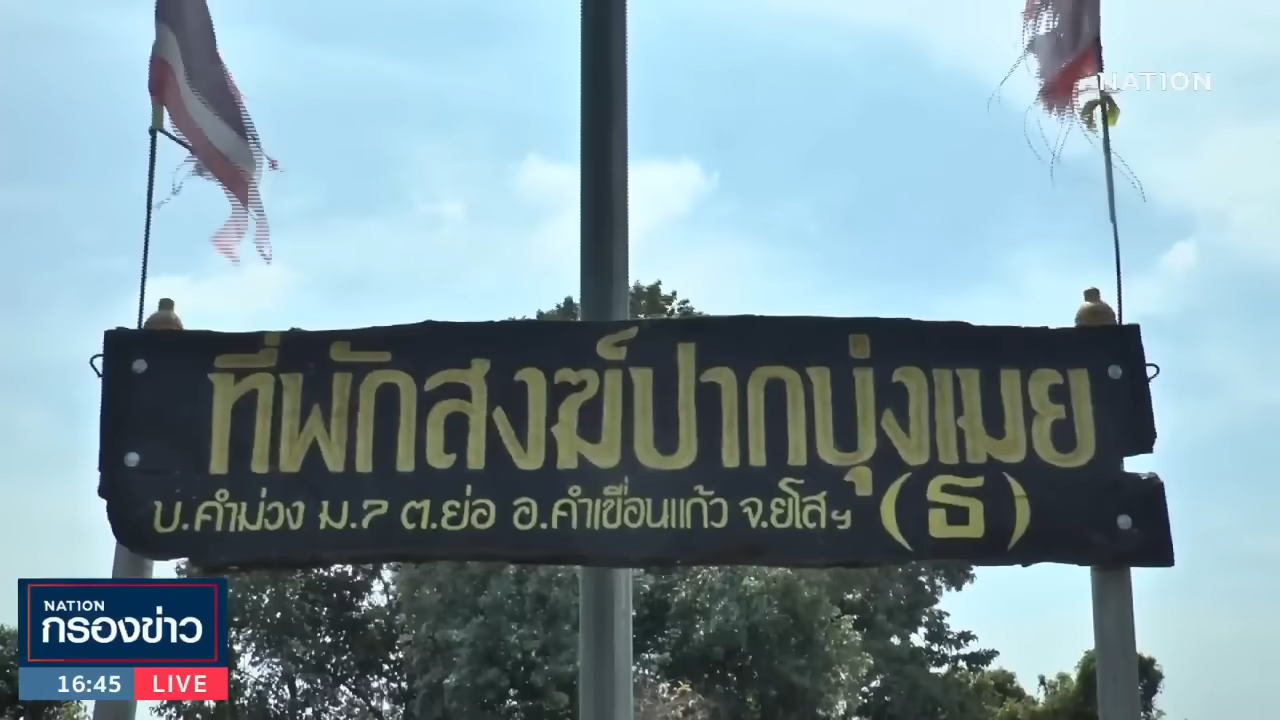 NATION
ที่พักสงฆ์ปากบุ่งเมย
บ.คำม่วง ม.7 ต.ย่อ อ.คำเขื่อนแก้ว จ.ยโสฯ (ธ)
NATION
กรองข่าว
16:45 LIVE